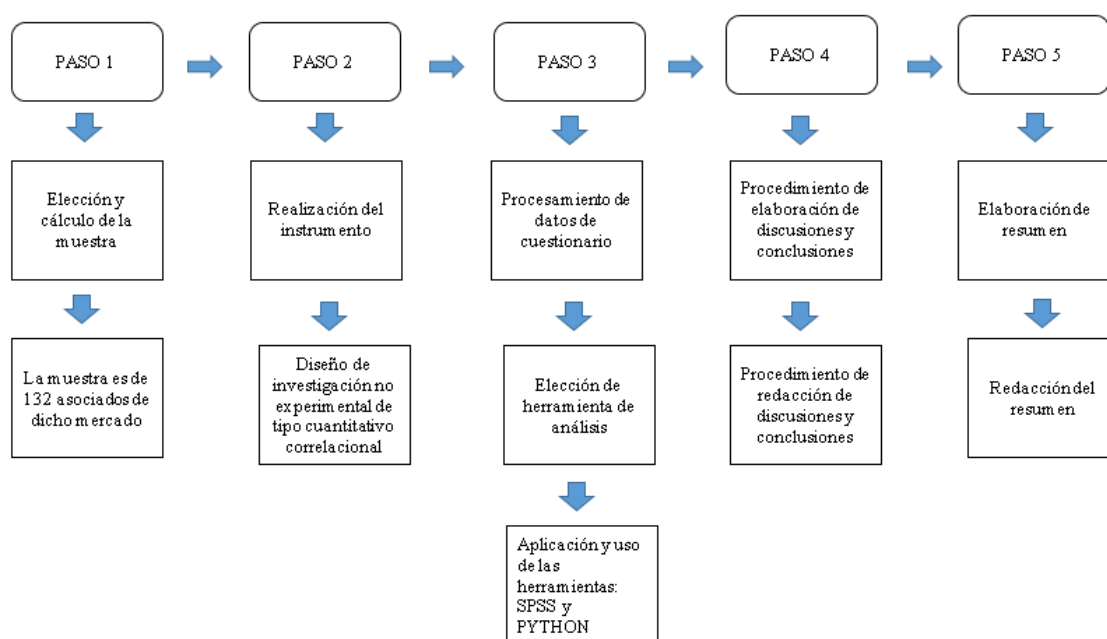 PASO 1
PASO 2
PASO 3
PASO 4
PASO 5
Elección y
cálculo de la
muestra
Realización del
instrumento
Procesamiento de
datos de
cuestionario
Procedimiento de
elaboración de
discusiones y
conclusiones
Elaboración de
resumen
La muestra es de
132 asociados de
dicho mercado
Diseño de
investigación no
experimental de
tipo cuantitativo
correlacional
Elección de
herramienta de
análisis
Procedimiento de
redacción de
discusiones y
conclusiones
Redacción del
resumen
Aplicación y uso
de las
herramientas:
SPSS y
PYTHON